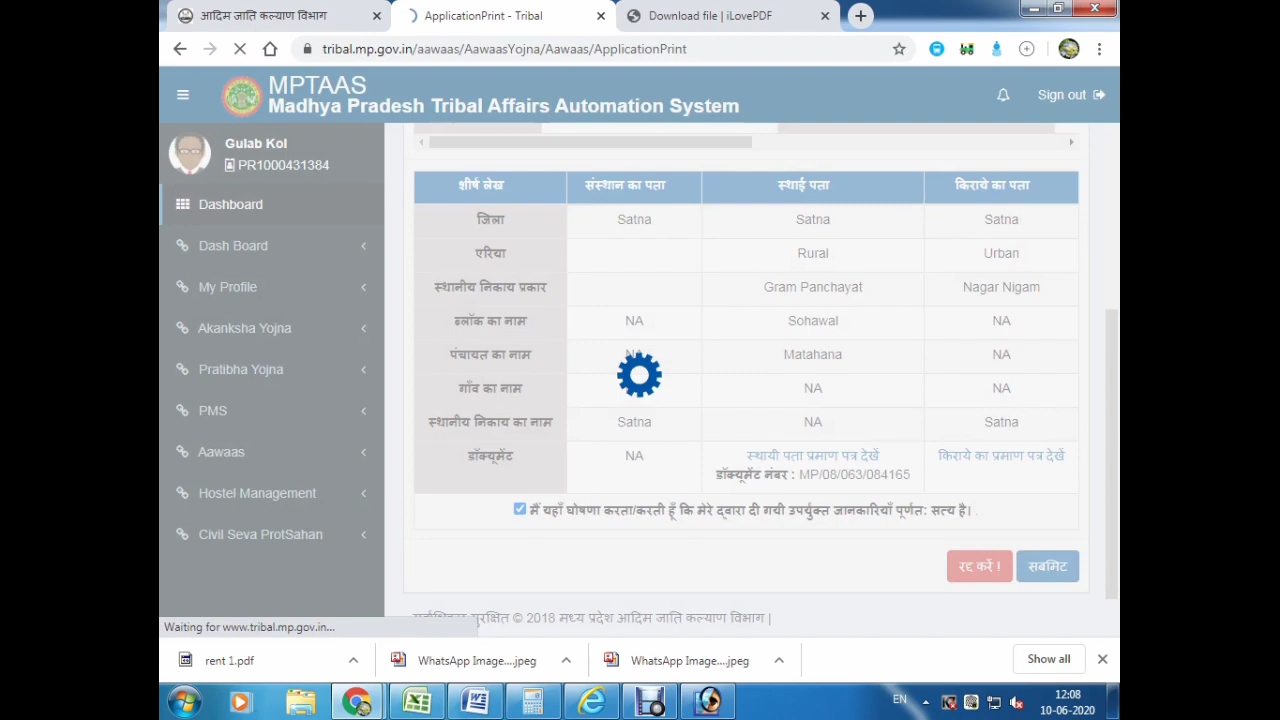 आदिम जाति कल्याण विभाग
ApplicationPrint - Tribal
Download file | iLovePDF
tribal.mp.gov.in/aawaas/AawaasYojna/Aawaas/ApplicationPrint
MPTAAS
Madhya Pradesh Tribal Affairs Automation System
Sign out
Gulab Kol
PR1000431384
Dashboard
Dash Board
My Profile
Akanksha Yojna
Pratibha Yojna
PMS
Aawaas
Hostel Management
Civil Seva ProtSahan
शीर्ष लेख संस्थान का पता स्थाई पता किराये का पता
जिला Satna Satna Satna
एरिया Rural Urban
स्थानीय निकाय प्रकार Gram Panchayat Nagar Nigam
ब्लॉक का नाम NA Sohawal NA
पंचायत का नाम NA Matahana NA
गाँव का नाम NA NA
स्थानीय निकाय का नाम Satna NA Satna
डॉक्यूमेंट NA स्थायी पता प्रमाण पत्र देखें किराये का प्रमाण पत्र देखें
डॉक्यूमेंट नंबर : MP/08/063/084165
मैं यहाँ घोषणा करता/करती हूँ कि मेरे द्वारा दी गयी उपर्युक्त जानकारियाँ पूर्णत: सत्य है।
रद्द करें ! सबमिट
सुरक्षित © 2018 मध्य प्रदेश आदिम जाति कल्याण विभाग |
Waiting for www.tribal.mp.gov.in...
rent 1.pdf
WhatsApp Image....jpeg
WhatsApp Image....jpeg
Show all
EN
12:08
10-06-2020